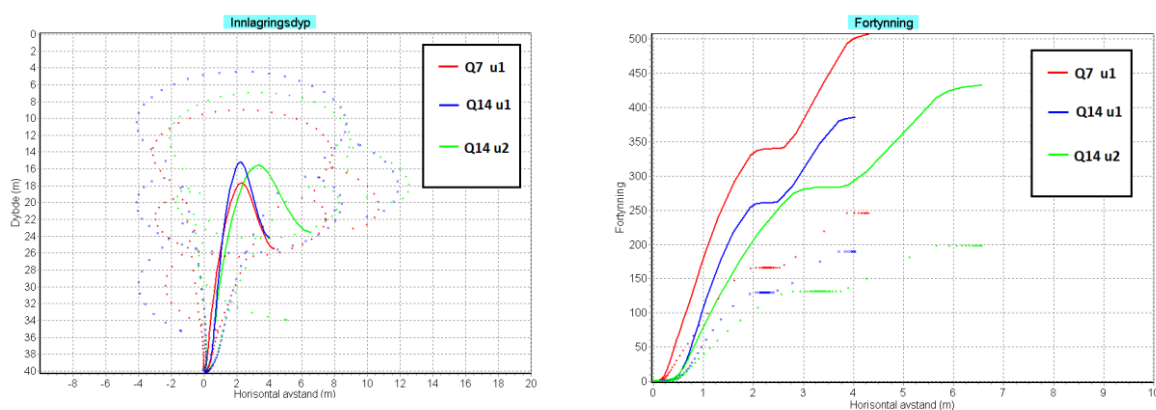 Innlagringsdyp
0
2
4
6
8
10
12
14
16
18
20
22
24
26
28
30
32
34
36
38
40
Dybde (m)
-8 -6 -4 -2 0 2 4 6 8 10 12 14 16 18 20
Horisontal avstand (m)
Q7 u1
Q14 u1
Q14 u2
Fortynning
500
450
400
350
300
250
200
150
100
50
0
Fortynning
0 1 2 3 4 5 6 7 8 9 10
Horisontal avstand (m)
Q7 u1
Q14 u1
Q14 u2